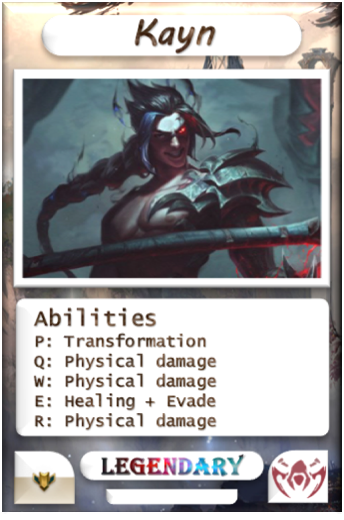 Kayn
Abilities
P: Transformation
Q: Physical damage
W: Physical damage
E: Healing + Evade
R: Physical damage
LEGENDARY